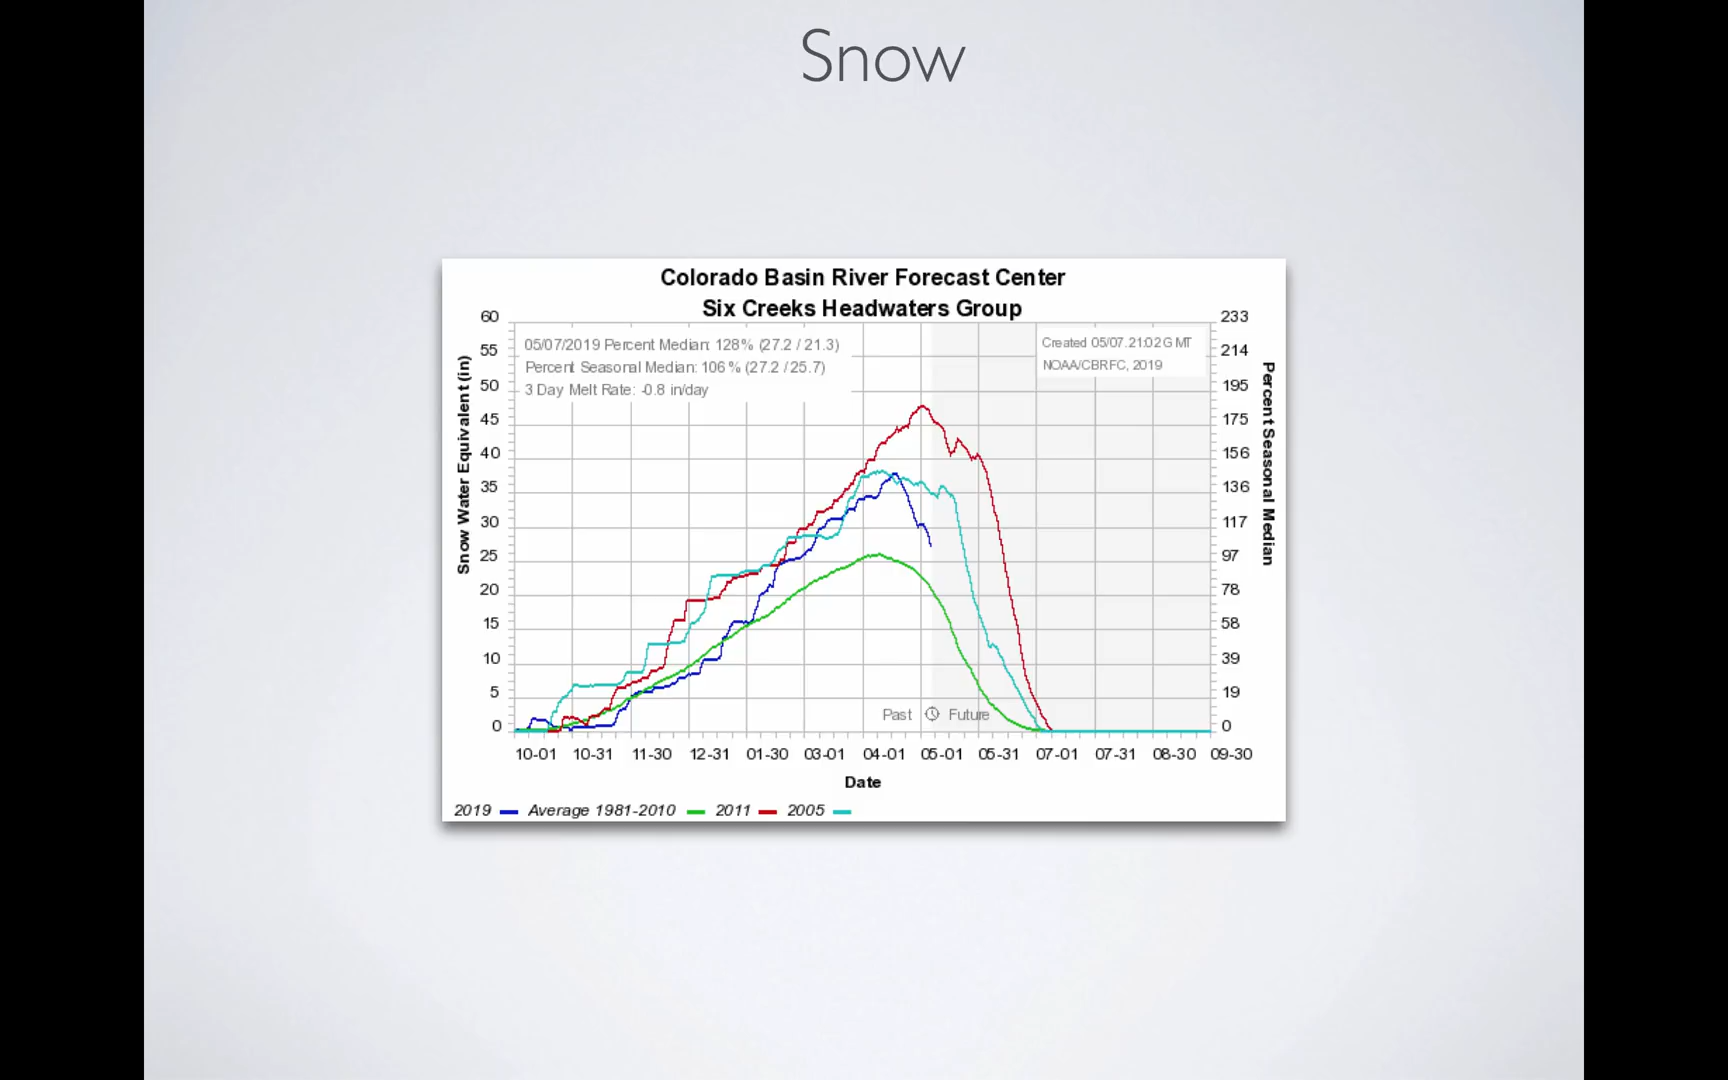 Snow
Colorado Basin River Forecast Center
Six Creeks Headwaters Group
60 233
05/07/2019 Percent Median: 128% (27.2 / 21.3)
Percent Seasonal Median: 106% (27.2 / 25.7)
3 Day Melt Rate: -0.8 in/day
Created 05/07.21:02 GMT
NOAA/CBRFC, 2019
55 214
50 195
45 175
40 156
35 136
30 117
25 97
20 78
15 58
10 39
5 19
0 0
Snow Water Equivalent (in)
Percent Seasonal Median
Past Future
10-01 10-31 11-30 12-31 01-30 03-01 04-01 05-01 05-31 07-01 07-31 08-30 09-30
Date
2019 Average 1981-2010 2011 2005